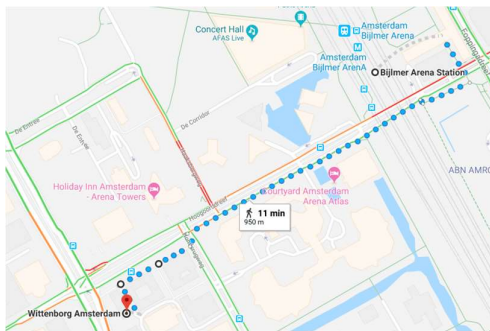 Concert Hall
AFAS Live
Amsterdam
Bijlmer Arena
Amsterdam
Bijlmer ArenA
Bijlmer Arena Station
De Corridor
De Entree
De Entree
ABN AMRO
Holiday Inn Amsterdam
- Arena Towers
Courtyard Amsterdam
Arena Atlas
Hoogoorddreef
11 min
950 m
Wittenborg Amsterdam